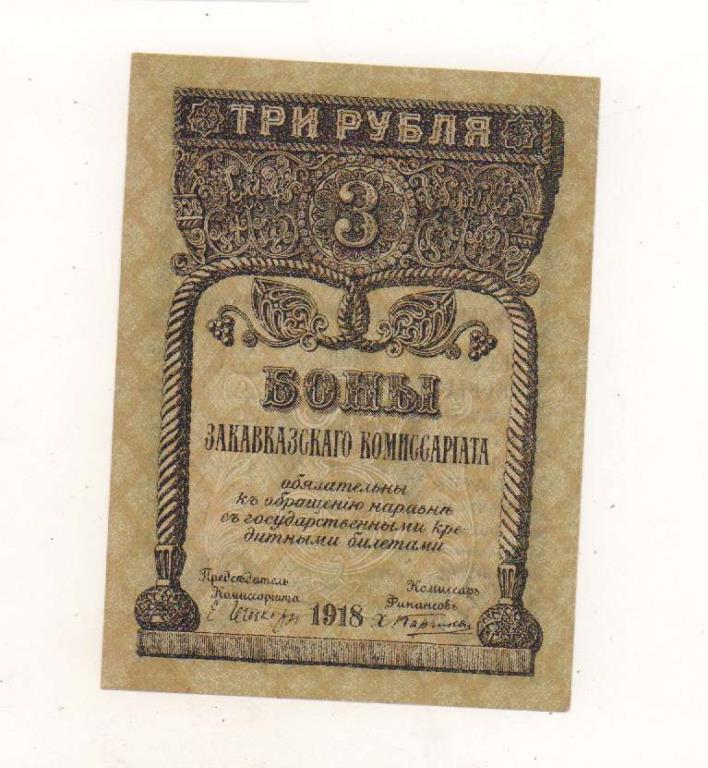 ТРИ РУБЛЯ
3
БОНЫ
ЗАКАВКАЗСКАГО КОМИССАРІАТА
обязательны
къ обращенію наравнѣ
съ государственными кре-
дитными билетами
Предсѣдатель
Комиссаріата
Комиссаръ
Финансовъ
1918